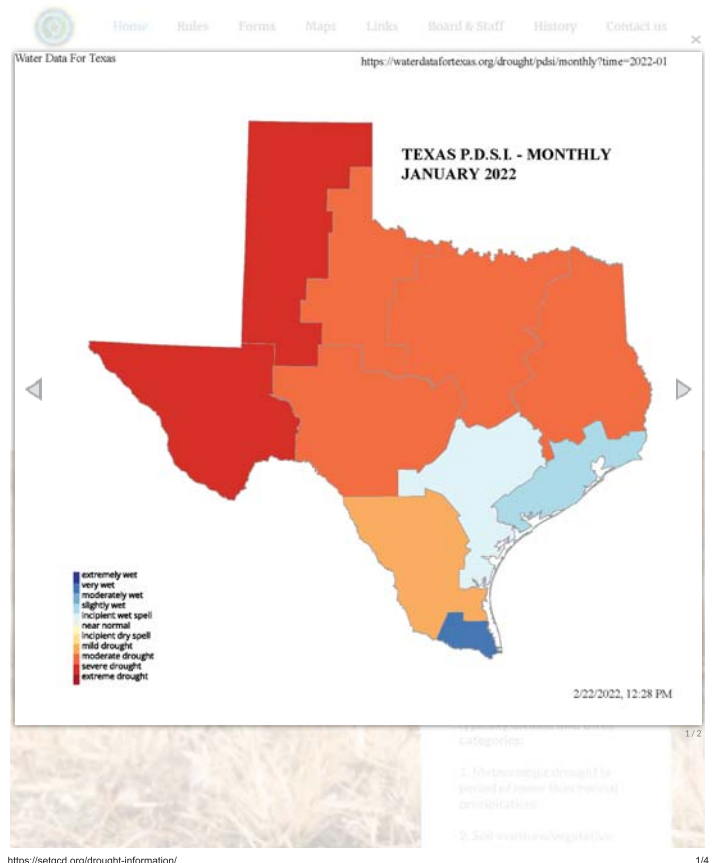 Home Rules Forms Maps Links Board & Staff History Contact us
×
Water Data For Texas https://waterdatafortexas.org/drought/pdsi/monthly?time=2022-01
TEXAS P.D.S.I. - MONTHLY
JANUARY 2022
extremely wet
very wet
moderately wet
slightly wet
incipient wet spell
near normal
incipient dry spell
mild drought
moderate drought
severe drought
extreme drought
2/22/2022, 12:28 PM
1 / 2
categories:
1. Meteorologic drought is
period of lower than normal
precipitation.
2. Soil moisture/vegetative
https://setgcd.org/drought-information/ 1/4